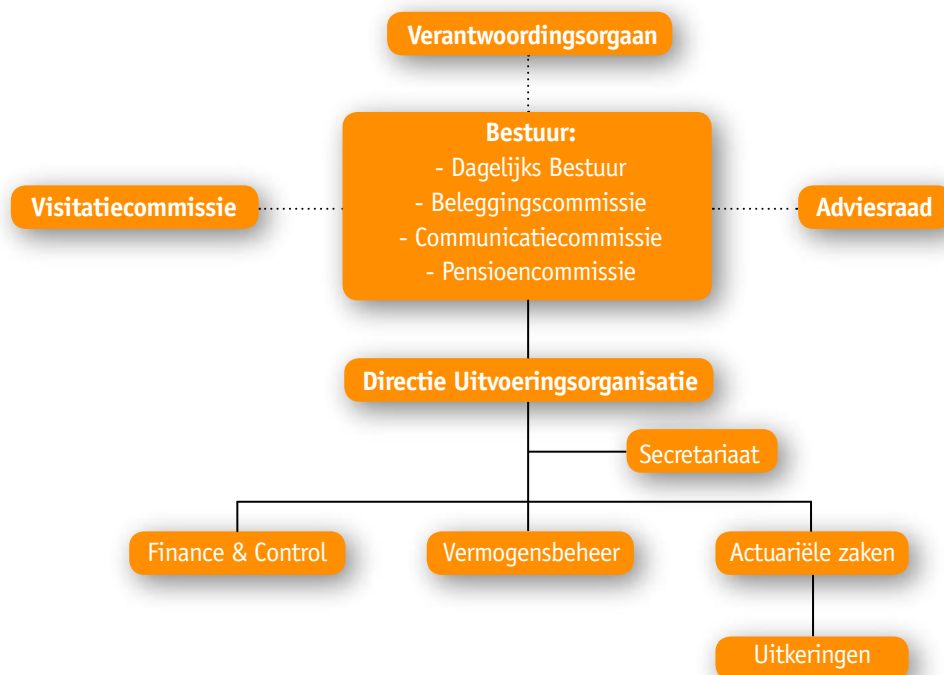 Verantwoordingsorgaan
Bestuur:
- Dagelijks Bestuur
- Beleggingscommissie
- Communicatiecommissie
- Pensioencommissie
Visitatiecommissie
Adviesraad
Directie Uitvoeringsorganisatie
Secretariaat
Finance & Control
Vermogensbeheer
Actuariële zaken
Uitkeringen